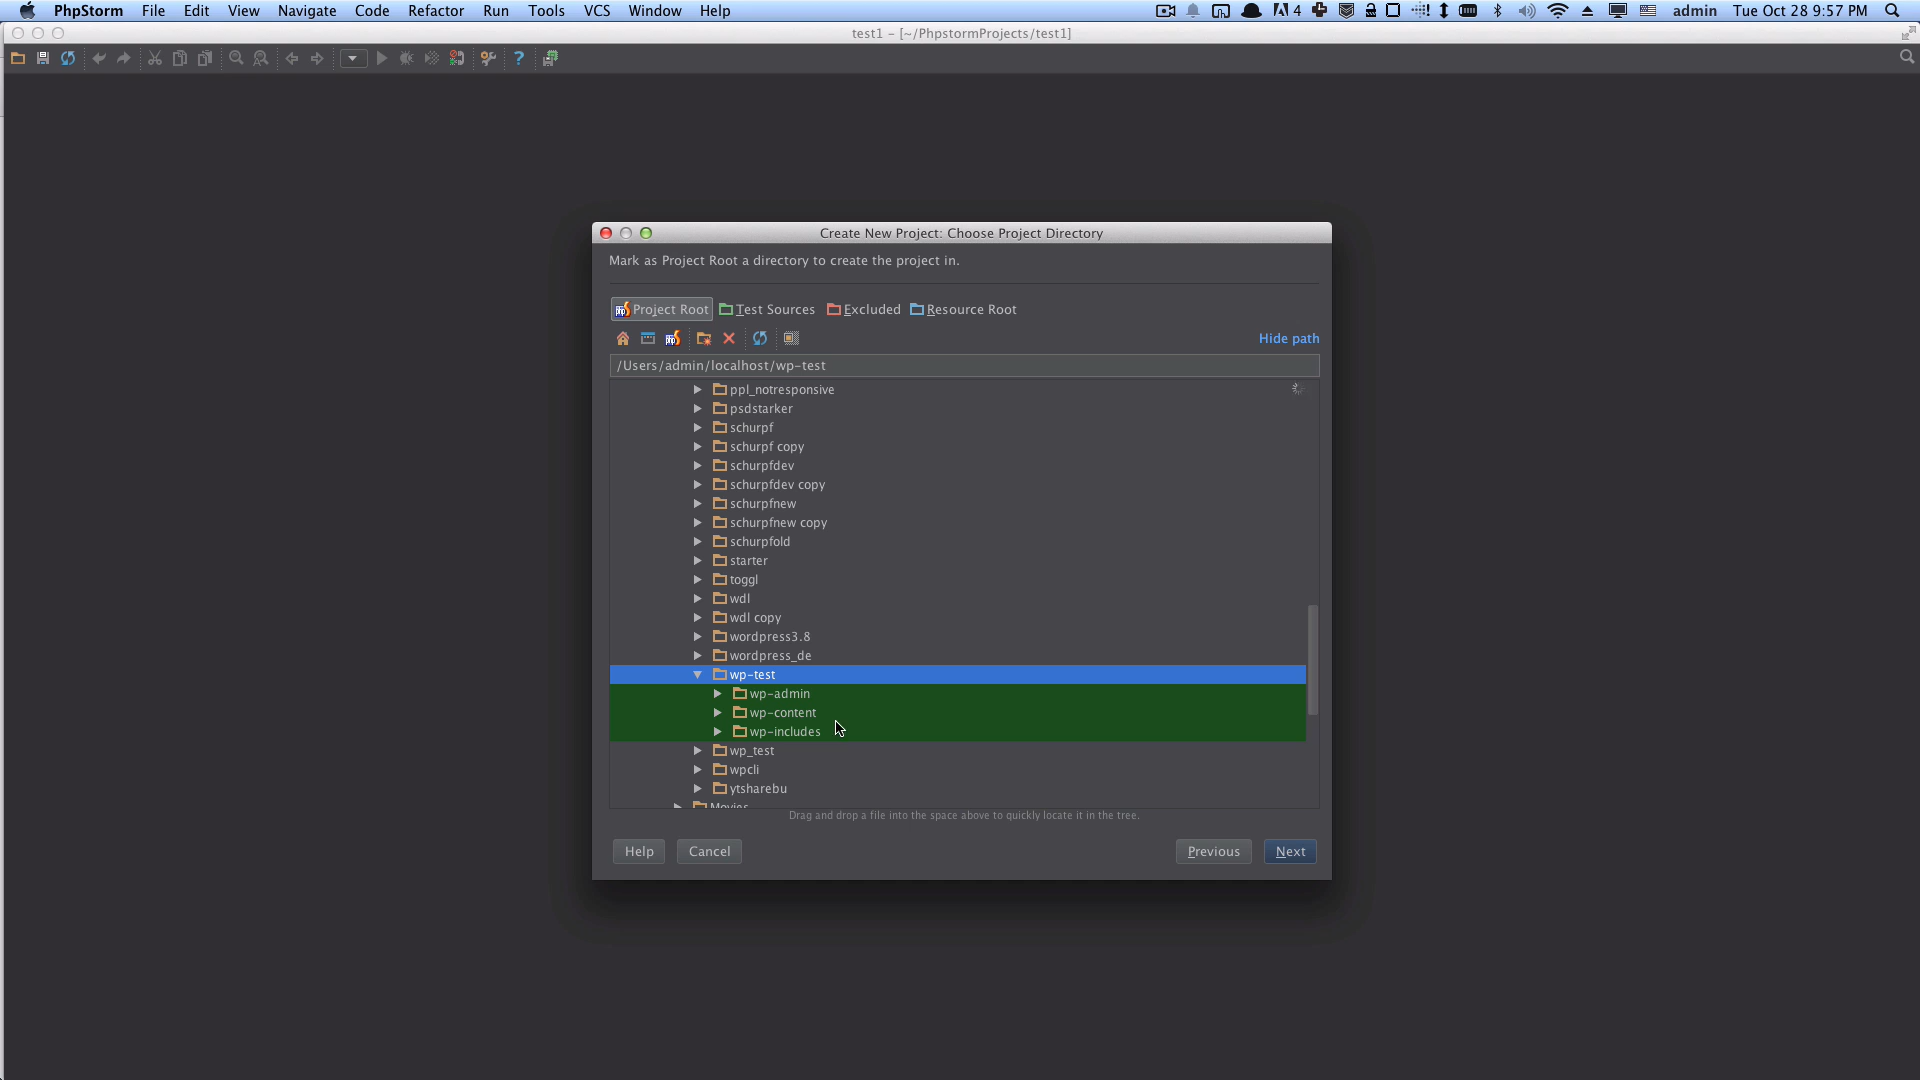 PhpStorm File Edit View Navigate Code Refactor Run Tools VCS Window Help 4 admin Tue Oct 28 9:57 PM
test1 – [~/PhpstormProjects/test1]
Create New Project: Choose Project Directory
Mark as Project Root a directory to create the project in.
Project Root Test Sources Excluded Resource Root
Hide path
/Users/admin/localhost/wp-test
ppl_notresponsive
psdstarker
schurpf
schurpf copy
schurpfdev
schurpfdev copy
schurpfnew
schurpfnew copy
schurpfold
starter
toggl
wdl
wdl copy
wordpress3.8
wordpress_de
wp-test
wp-admin
wp-content
wp-includes
wp_test
wpcli
ytsharebu
Movies
Drag and drop a file into the space above to quickly locate it in the tree.
Help Cancel Previous Next